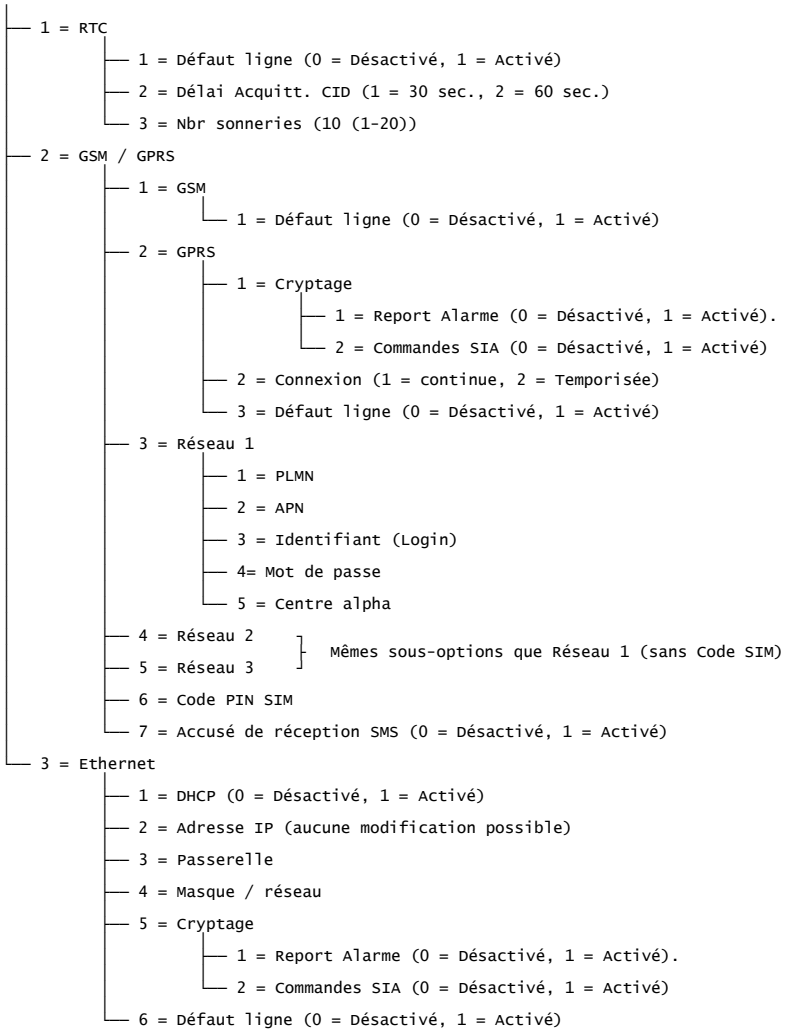 1 = RTC
1 = Défaut ligne (0 = Désactivé, 1 = Activé)
2 = Délai Acquitt. CID (1 = 30 sec., 2 = 60 sec.)
3 = Nbr sonneries (10 (1-20))
2 = GSM / GPRS
1 = GSM
1 = Défaut ligne (0 = Désactivé, 1 = Activé)
2 = GPRS
1 = Cryptage
1 = Report Alarme (0 = Désactivé, 1 = Activé).
2 = Commandes SIA (0 = Désactivé, 1 = Activé)
2 = Connexion (1 = continue, 2 = Temporisée)
3 = Défaut ligne (0 = Désactivé, 1 = Activé)
3 = Réseau 1
1 = PLMN
2 = APN
3 = Identifiant (Login)
4= Mot de passe
5 = Centre alpha
4 = Réseau 2
Mêmes sous-options que Réseau 1 (sans Code SIM)
5 = Réseau 3
6 = Code PIN SIM
7 = Accusé de réception SMS (0 = Désactivé, 1 = Activé)
3 = Ethernet
1 = DHCP (0 = Désactivé, 1 = Activé)
2 = Adresse IP (aucune modification possible)
3 = Passerelle
4 = Masque / réseau
5 = Cryptage
1 = Report Alarme (0 = Désactivé, 1 = Activé).
2 = Commandes SIA (0 = Désactivé, 1 = Activé)
6 = Défaut ligne (0 = Désactivé, 1 = Activé)